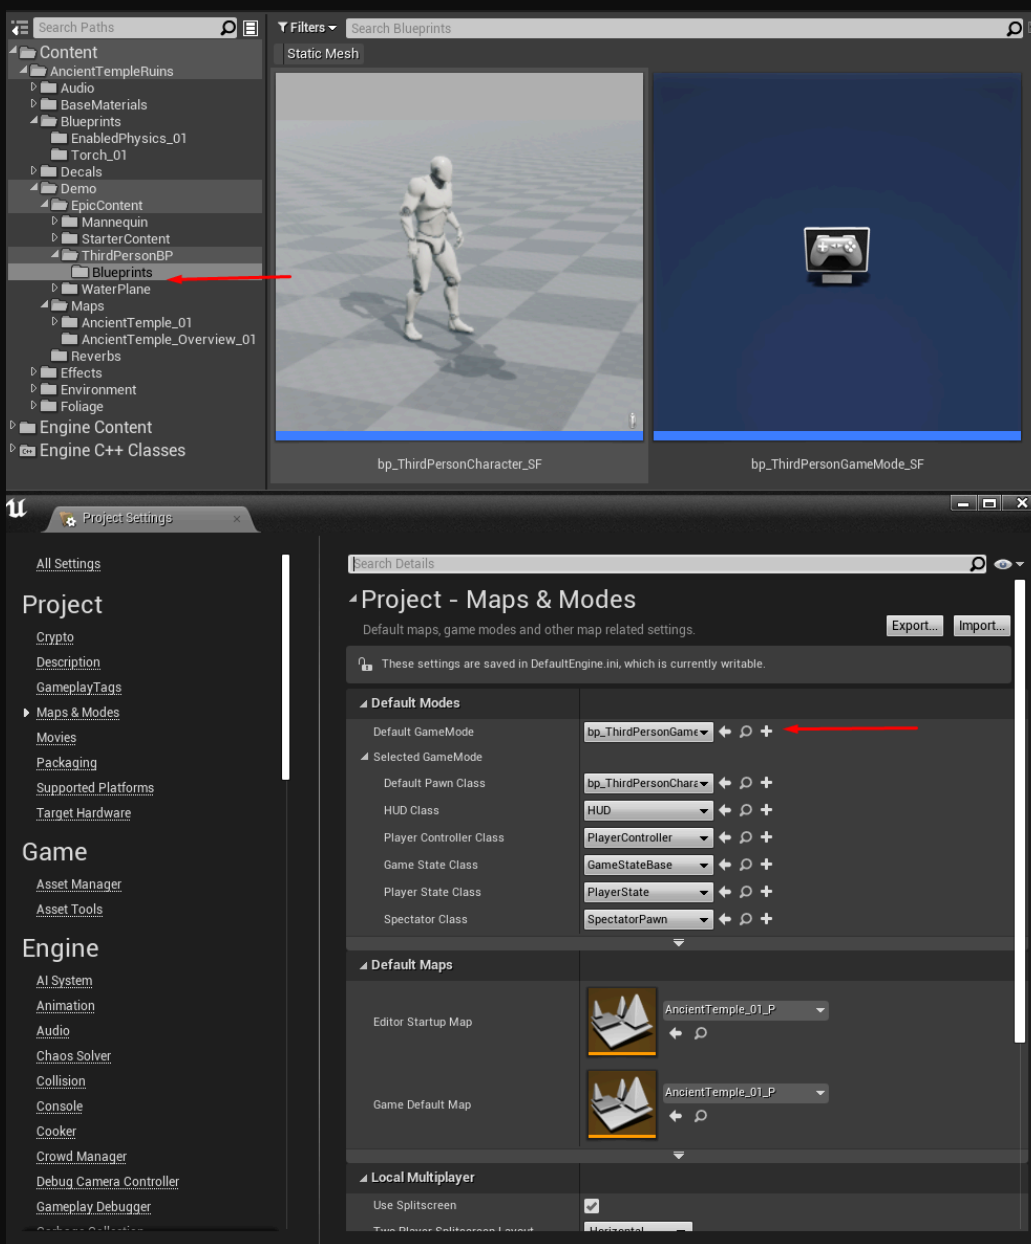 Search Paths
Filters
Search Blueprints
Static Mesh
Content
AncientTempleRuins
Audio
BaseMaterials
Blueprints
EnabledPhysics_01
Torch_01
Decals
Demo
EpicContent
Mannequin
StarterContent
ThirdPersonBP
Blueprints
WaterPlane
Maps
AncientTemple_01
AncientTemple_Overview_01
Reverbs
Effects
Environment
Foliage
Engine Content
Engine C++ Classes
bp_ThirdPersonCharacter_SF
bp_ThirdPersonGameMode_SF
Project Settings
All Settings
Project
Crypto
Description
GameplayTags
Maps & Modes
Movies
Packaging
Supported Platforms
Target Hardware
Game
Asset Manager
Asset Tools
Engine
AI System
Animation
Audio
Chaos Solver
Collision
Console
Cooker
Crowd Manager
Debug Camera Controller
Gameplay Debugger
Garbage Collection
Search Details
Project - Maps & Modes
Default maps, game modes and other map related settings.
Export...
Import...
These settings are saved in DefaultEngine.ini, which is currently writable.
Default Modes
Default GameMode bp_ThirdPersonGame
Selected GameMode
Default Pawn Class bp_ThirdPersonChara
HUD Class HUD
Player Controller Class PlayerController
Game State Class GameStateBase
Player State Class PlayerState
Spectator Class SpectatorPawn
Default Maps
Editor Startup Map AncientTemple_01_P
Game Default Map AncientTemple_01_P
Local Multiplayer
Use Splitscreen
Two Player Splitscreen Layout Horizontal